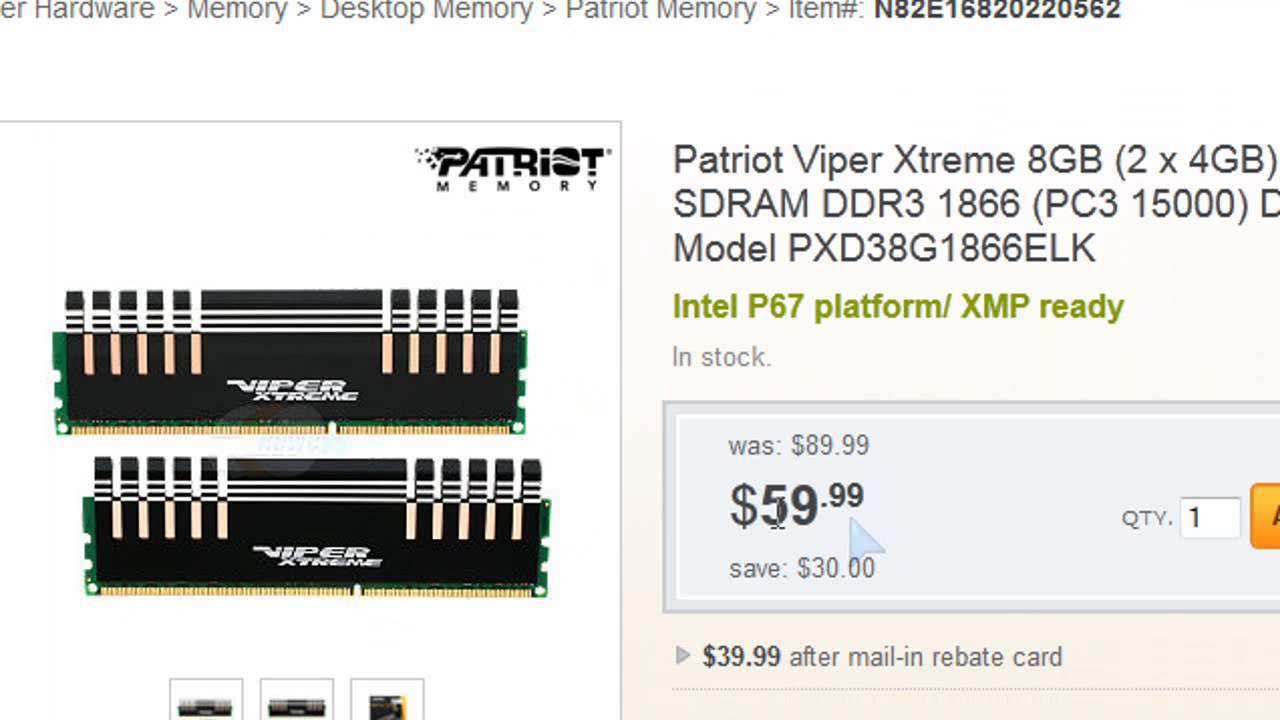 er Hardware > Memory > Desktop Memory > Patriot Memory > Item#: N82E16820220562
PATRIOT
MEMORY
Patriot Viper Xtreme 8GB (2 x 4GB)
SDRAM DDR3 1866 (PC3 15000) D
Model PXD38G1866ELK
Intel P67 platform/ XMP ready
In stock.
VIPER
XTREME
VIPER
XTREME
was: $89.99
$59.99
QTY. 1
save: $30.00
$39.99 after mail-in rebate card